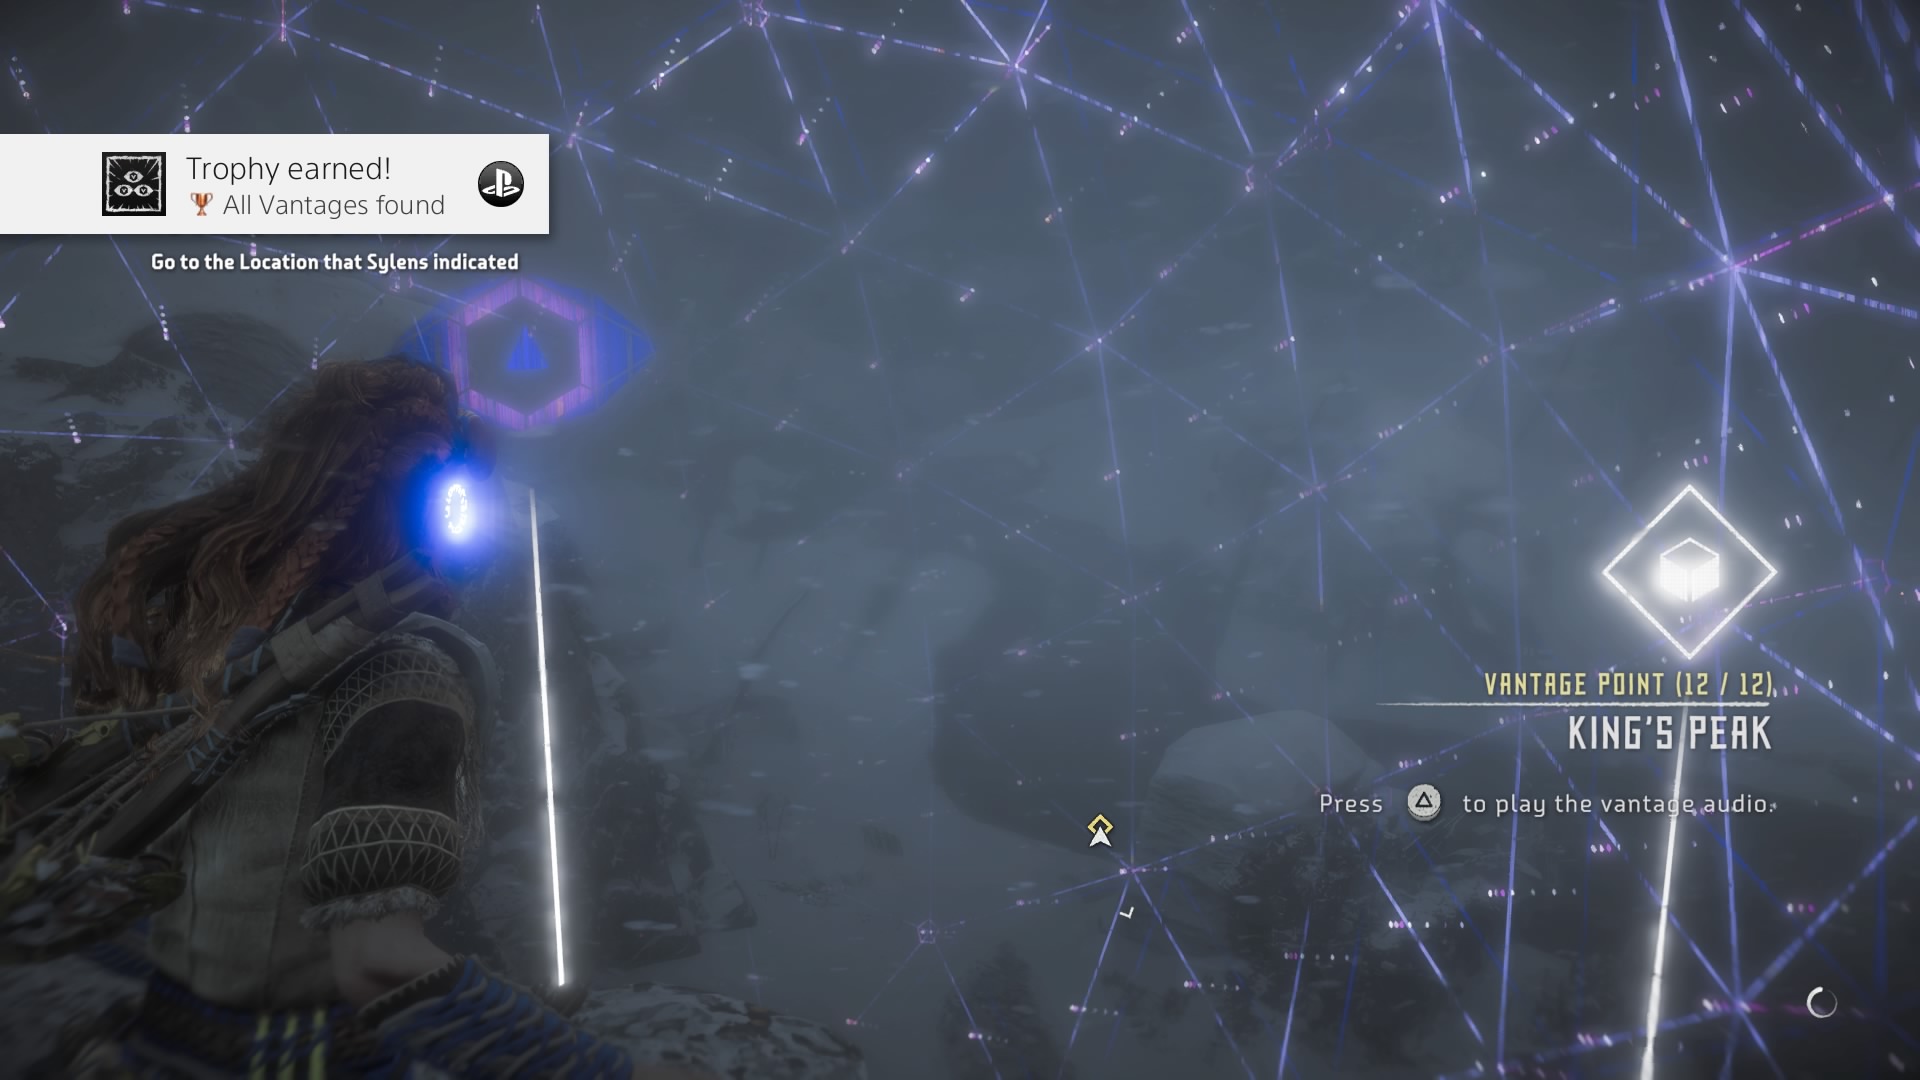 Trophy earned!
All Vantages found
Go to the Location that Sylens indicated
VANTAGE POINT (12 / 12)
KING'S PEAK
Press to play the vantage audio.